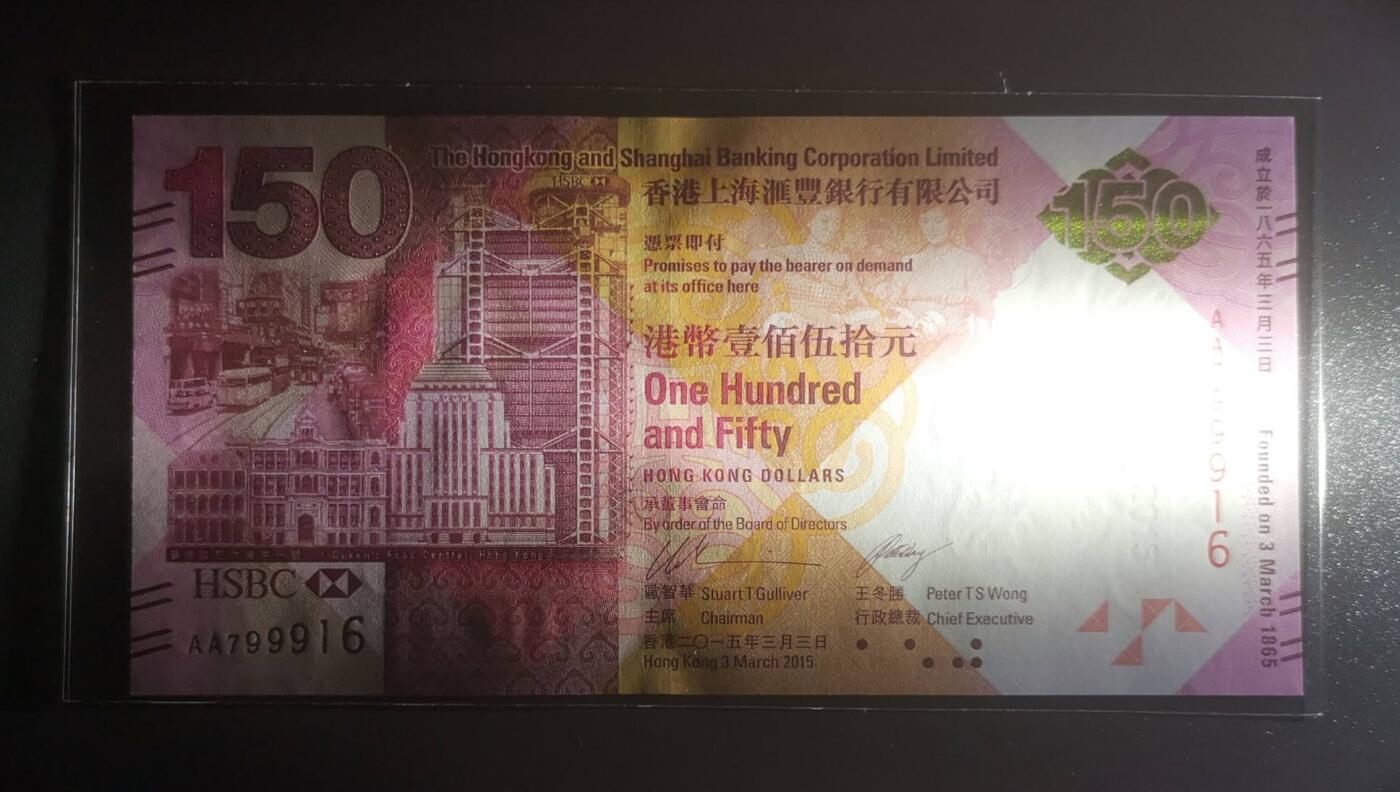 150
The Hongkong and Shanghai Banking Corporation Limited
HSBC
香港上海滙豐銀行有限公司
憑票即付
Promises to pay the bearer on demand
at its office here
港幣壹佰伍拾元
One Hundred
and Fifty
HONG KONG DOLLARS
承董事會命
By order of the Board of Directors
歐智華 Stuart T Gulliver
主席 Chairman
王冬勝 Peter T S Wong
行政總裁 Chief Executive
香港二〇一五年三月三日
Hong Kong 3 March 2015
1 Queen's Road Central, Hong Kong
HSBC
AA799916
150
成立於一八六五年三月三日
Founded on 3 March 1865